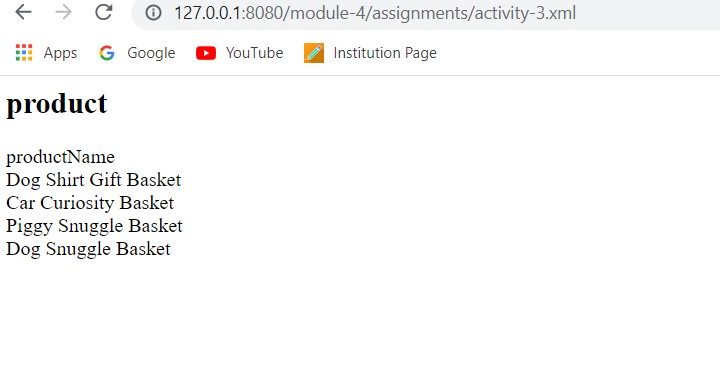 127.0.0.1:8080/module-4/assignments/activity-3.xml
Apps Google YouTube Institution Page
product
productName
Dog Shirt Gift Basket
Car Curiosity Basket
Piggy Snuggle Basket
Dog Snuggle Basket